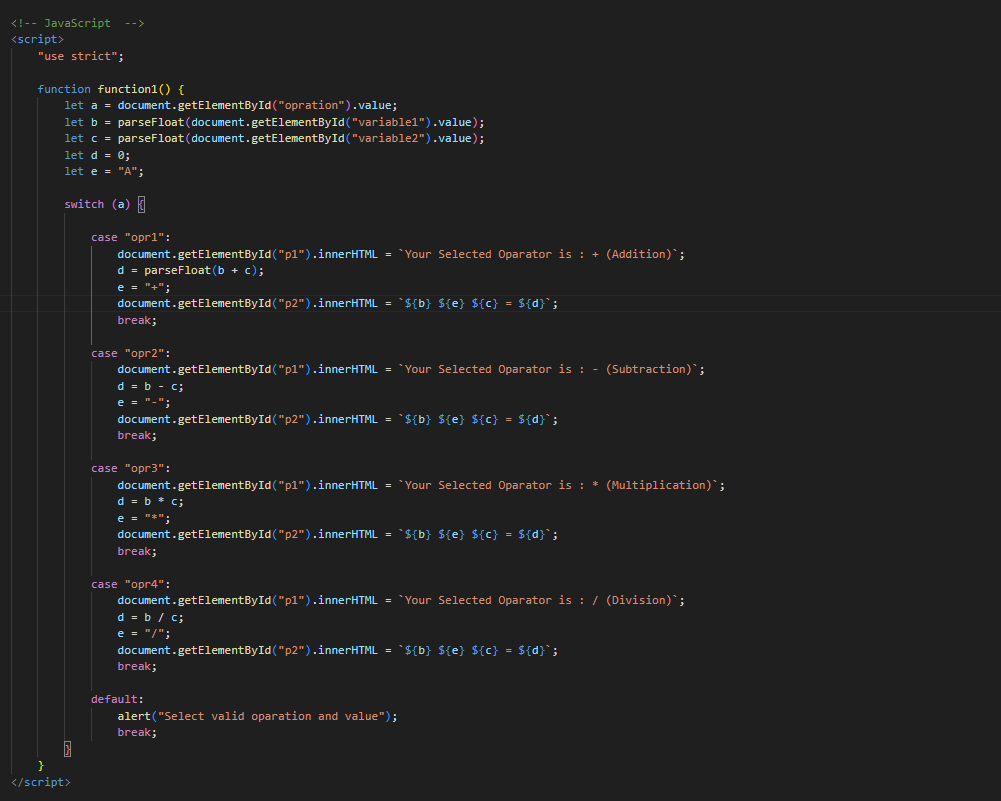 <!-- JavaScript  -->
<script>
    "use strict";

    function function1() {
        let a = document.getElementById("opration").value;
        let b = parseFloat(document.getElementById("variable1").value);
        let c = parseFloat(document.getElementById("variable2").value);
        let d = 0;
        let e = "A";

        switch (a) {

            case "opr1":
                document.getElementById("p1").innerHTML = `Your Selected Oparator is : + (Addition)`;
                d = parseFloat(b + c);
                e = "+";
                document.getElementById("p2").innerHTML = `${b} ${e} ${c} = ${d}`;
                break;

            case "opr2":
                document.getElementById("p1").innerHTML = `Your Selected Oparator is : - (Subtraction)`;
                d = b - c;
                e = "-";
                document.getElementById("p2").innerHTML = `${b} ${e} ${c} = ${d}`;
                break;

            case "opr3":
                document.getElementById("p1").innerHTML = `Your Selected Oparator is : * (Multiplication)`;
                d = b * c;
                e = "*";
                document.getElementById("p2").innerHTML = `${b} ${e} ${c} = ${d}`;
                break;

            case "opr4":
                document.getElementById("p1").innerHTML = `Your Selected Oparator is : / (Division)`;
                d = b / c;
                e = "/";
                document.getElementById("p2").innerHTML = `${b} ${e} ${c} = ${d}`;
                break;

            default:
                alert("Select valid oparation and value");
                break;
        }
    }
</script>